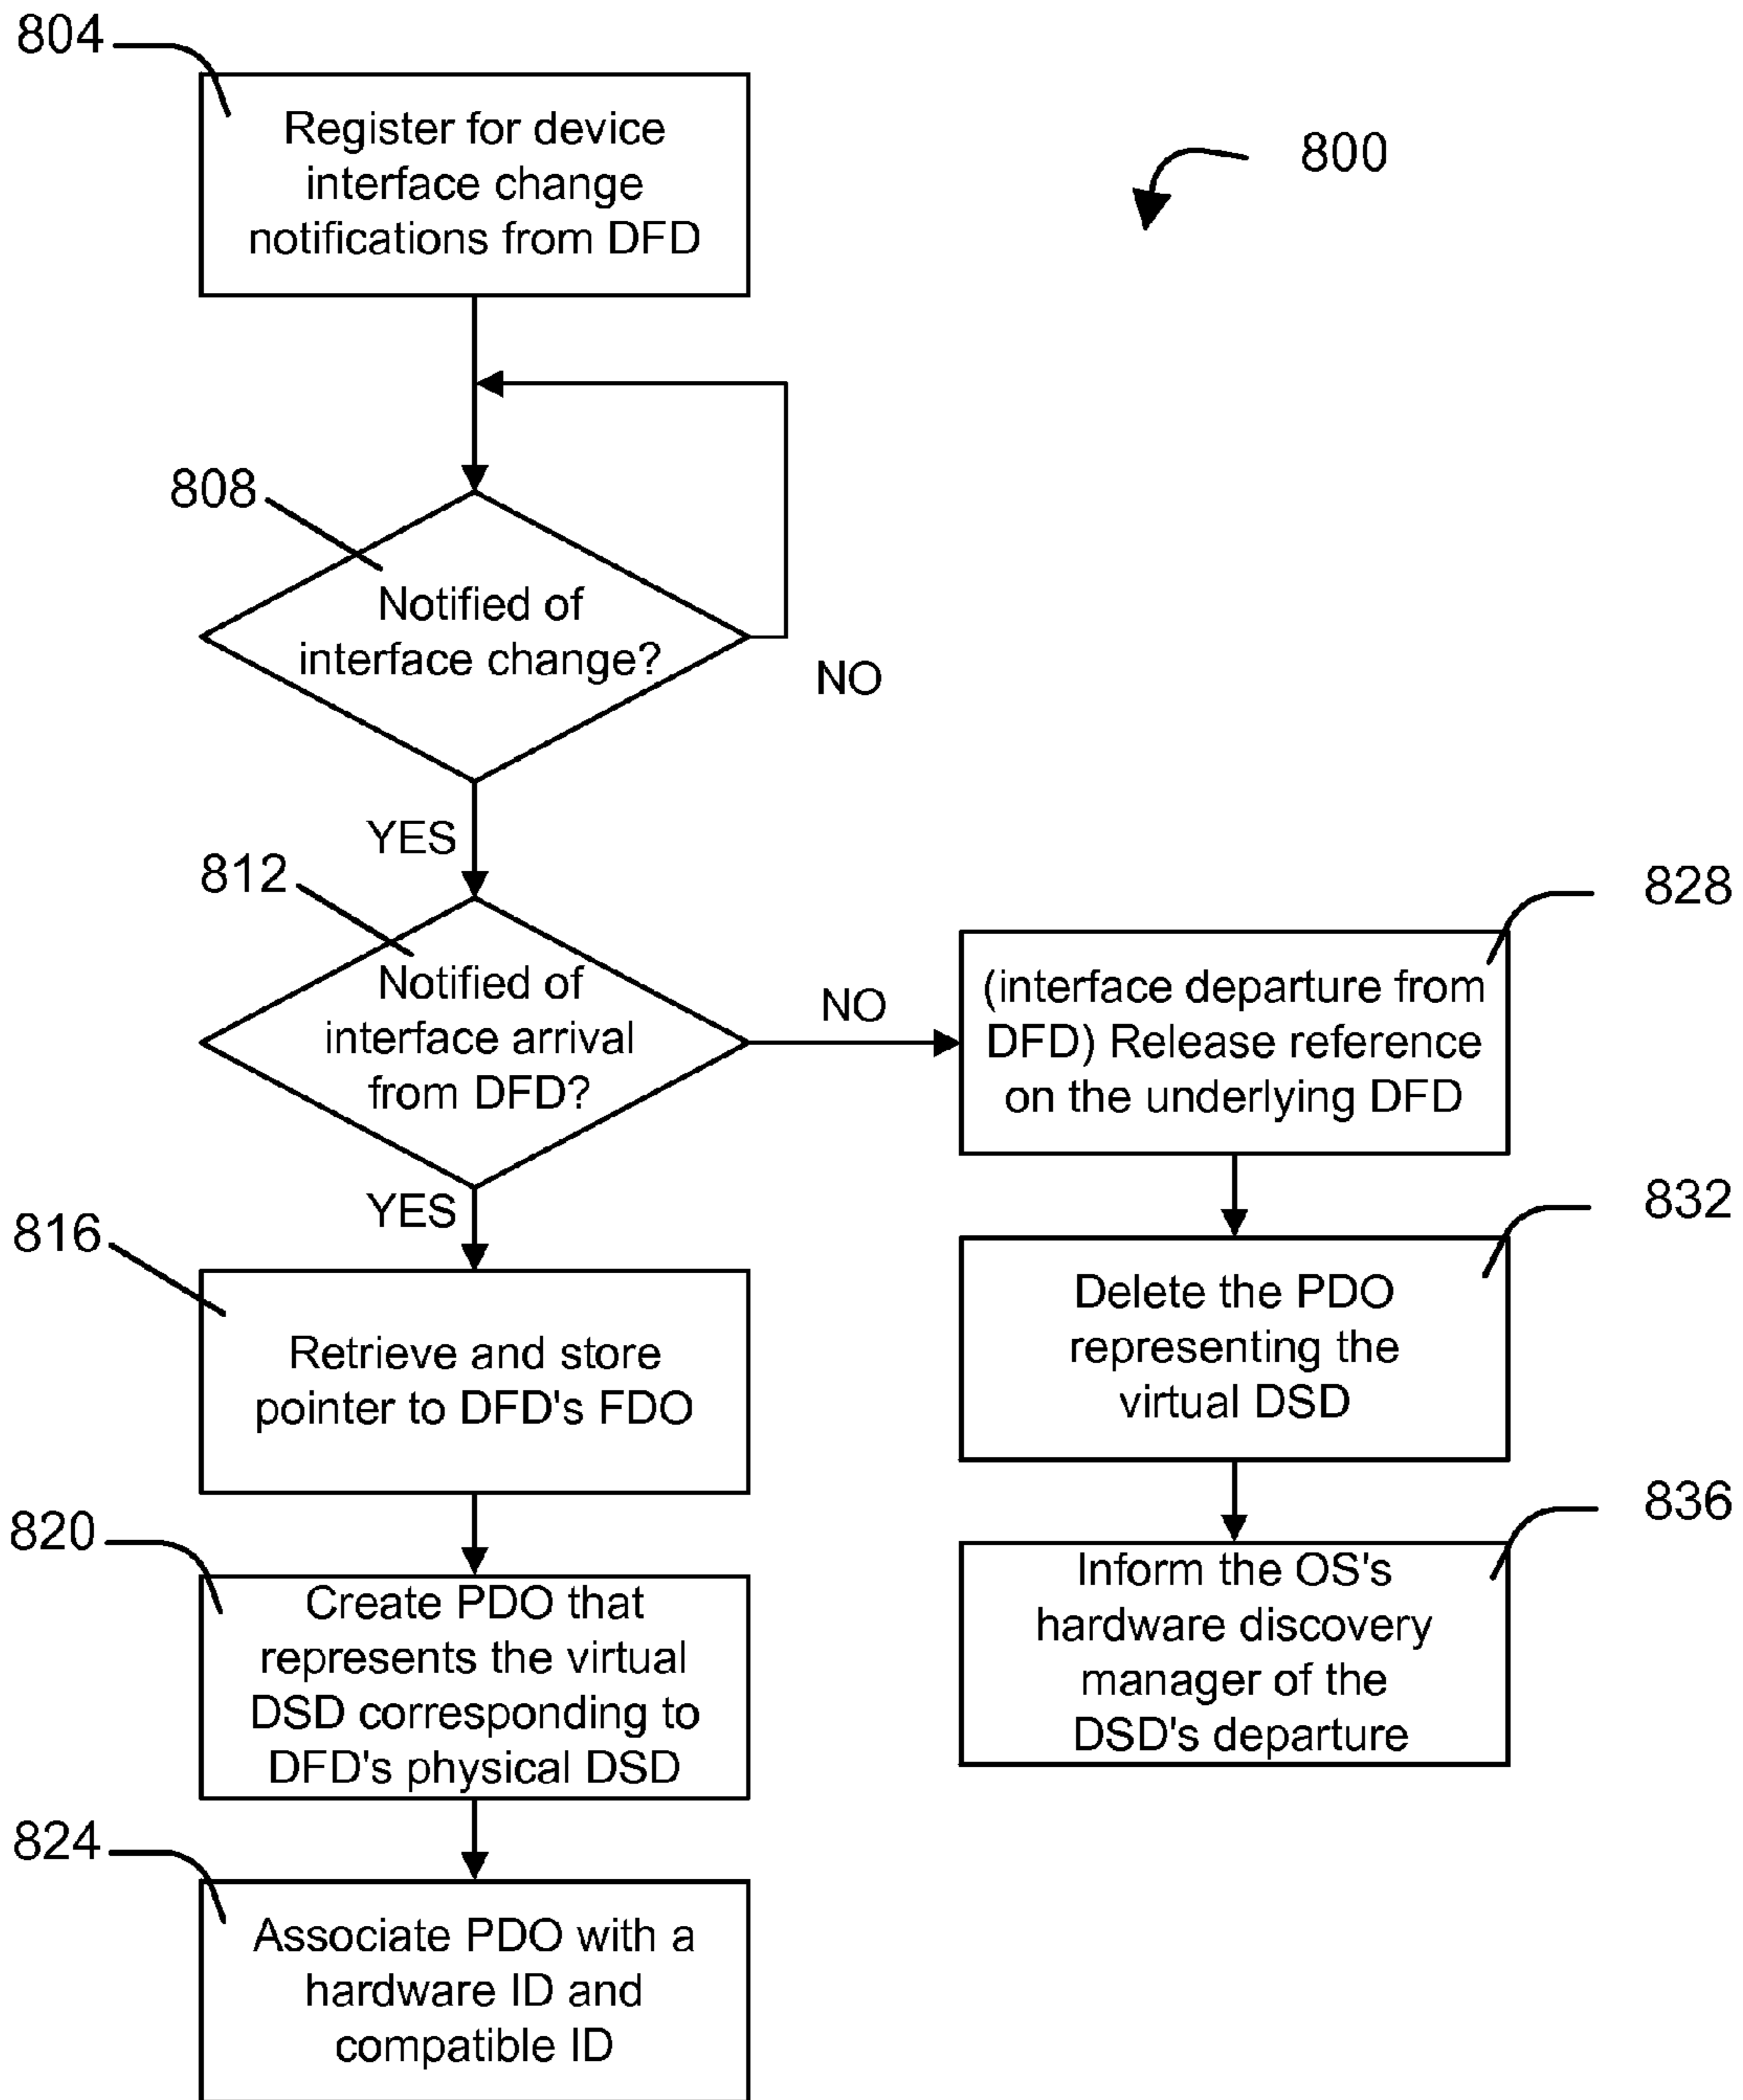 804
Register for device
interface change
notifications from DFD
800
808
Notified of
interface change?
NO
YES
812
Notified of
interface arrival
from DFD?
NO
828
(interface departure from
DFD) Release reference
on the underlying DFD
YES
816
Retrieve and store
pointer to DFD's FDO
832
Delete the PDO
representing the
virtual DSD
820
Create PDO that
represents the virtual
DSD corresponding to
DFD's physical DSD
836
Inform the OS's
hardware discovery
manager of the
DSD's departure
824
Associate PDO with a
hardware ID and
compatible ID